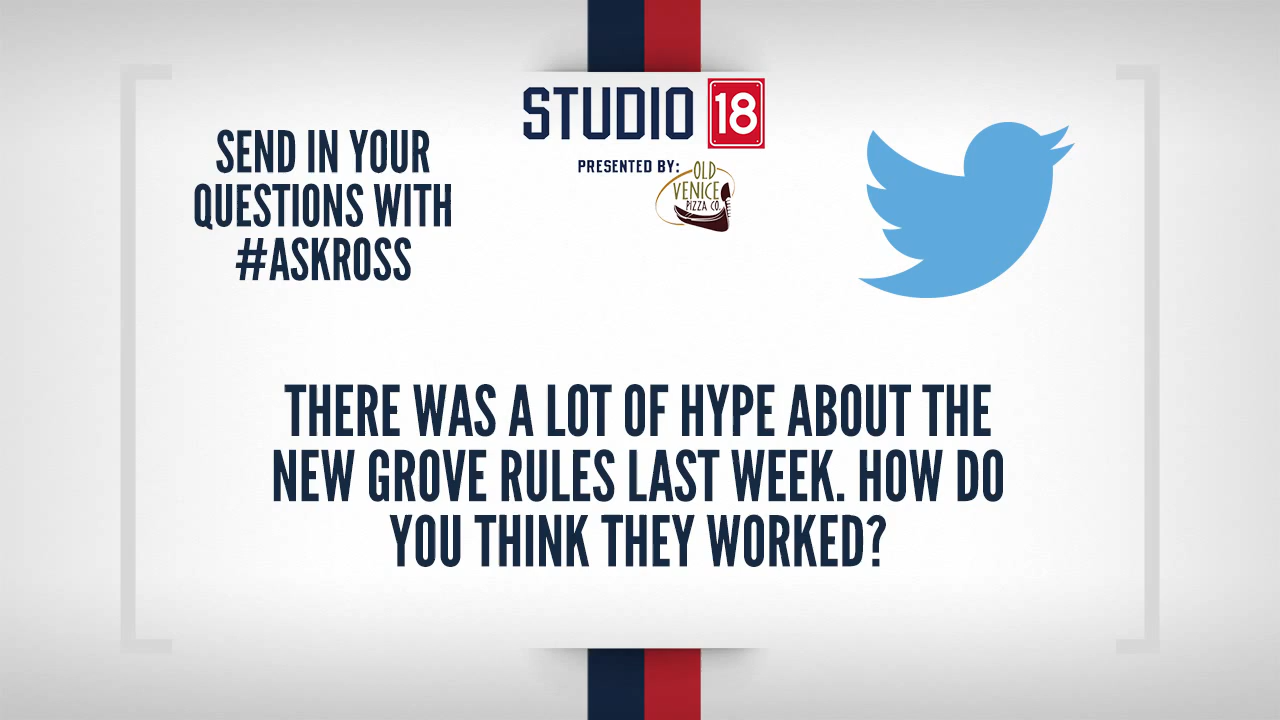 STUDIO 18
PRESENTED BY:
OLD
VENICE
PIZZA CO.
SEND IN YOUR
QUESTIONS WITH
#ASKROSS
THERE WAS A LOT OF HYPE ABOUT THE
NEW GROVE RULES LAST WEEK. HOW DO
YOU THINK THEY WORKED?